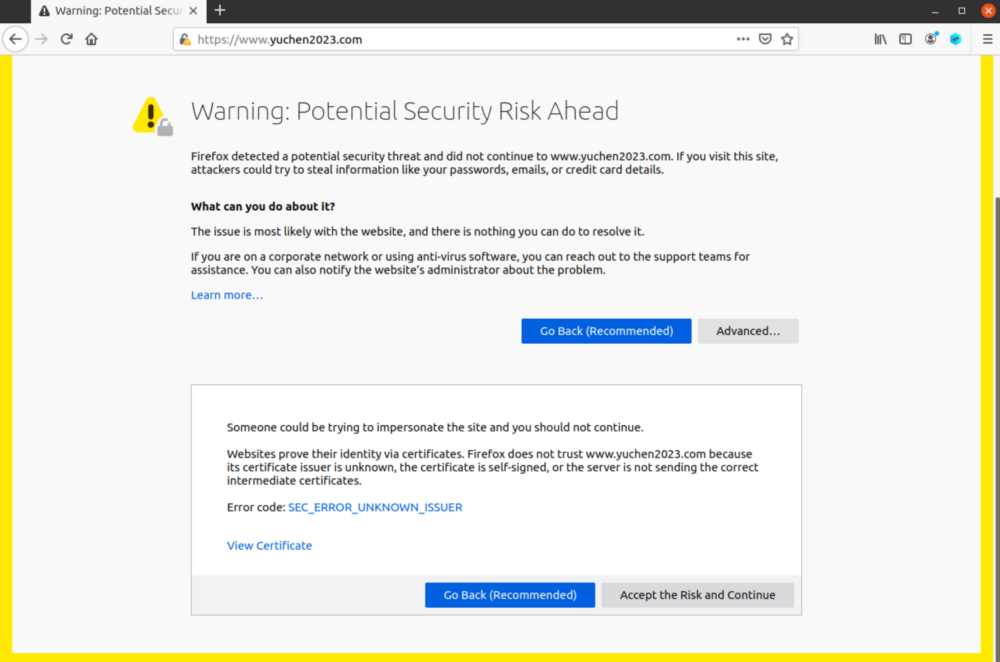 Warning: Potential Secur
https://www.yuchen2023.com
Warning: Potential Security Risk Ahead
Firefox detected a potential security threat and did not continue to www.yuchen2023.com. If you visit this site,
attackers could try to steal information like your passwords, emails, or credit card details.
What can you do about it?
The issue is most likely with the website, and there is nothing you can do to resolve it.
If you are on a corporate network or using anti-virus software, you can reach out to the support teams for
assistance. You can also notify the website’s administrator about the problem.
Learn more…
Go Back (Recommended) Advanced…
Someone could be trying to impersonate the site and you should not continue.
Websites prove their identity via certificates. Firefox does not trust www.yuchen2023.com because
its certificate issuer is unknown, the certificate is self-signed, or the server is not sending the correct
intermediate certificates.
Error code: SEC_ERROR_UNKNOWN_ISSUER
View Certificate
Go Back (Recommended) Accept the Risk and Continue